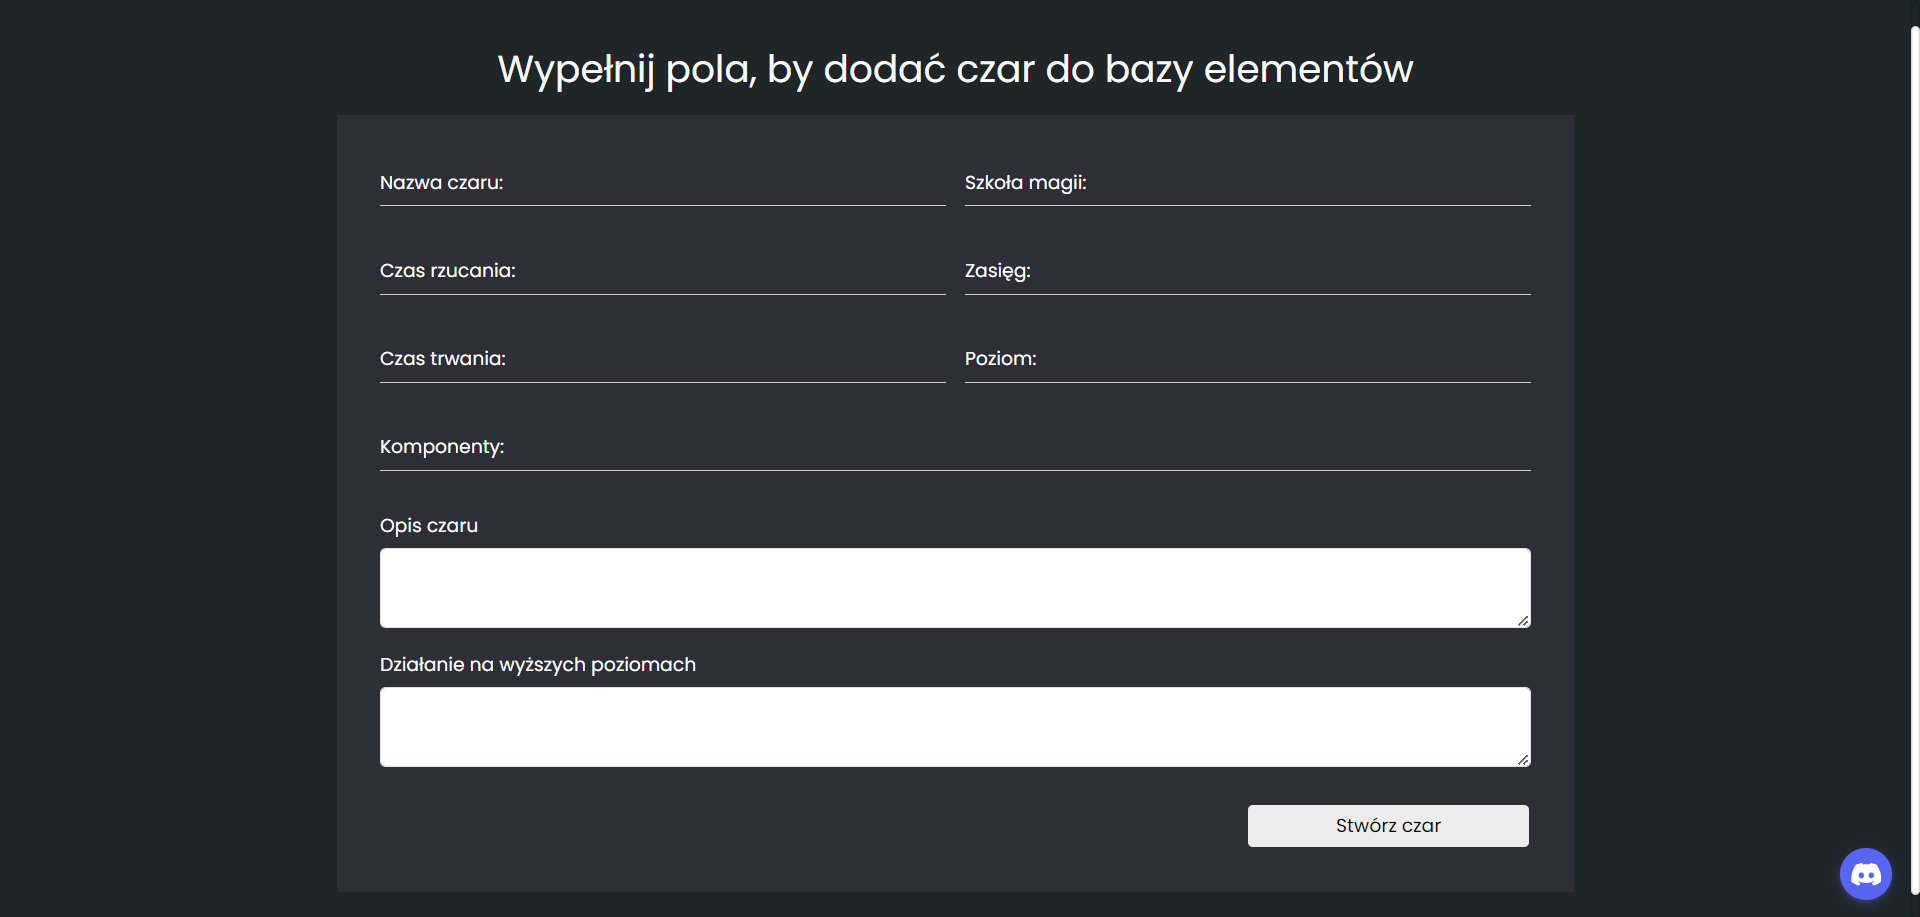 Wypełnij pola, by dodać czar do bazy elementów
Nazwa czaru:
Szkoła magii:
Czas rzucania:
Zasięg:
Czas trwania:
Poziom:
Komponenty:
Opis czaru
Działanie na wyższych poziomach
Stwórz czar